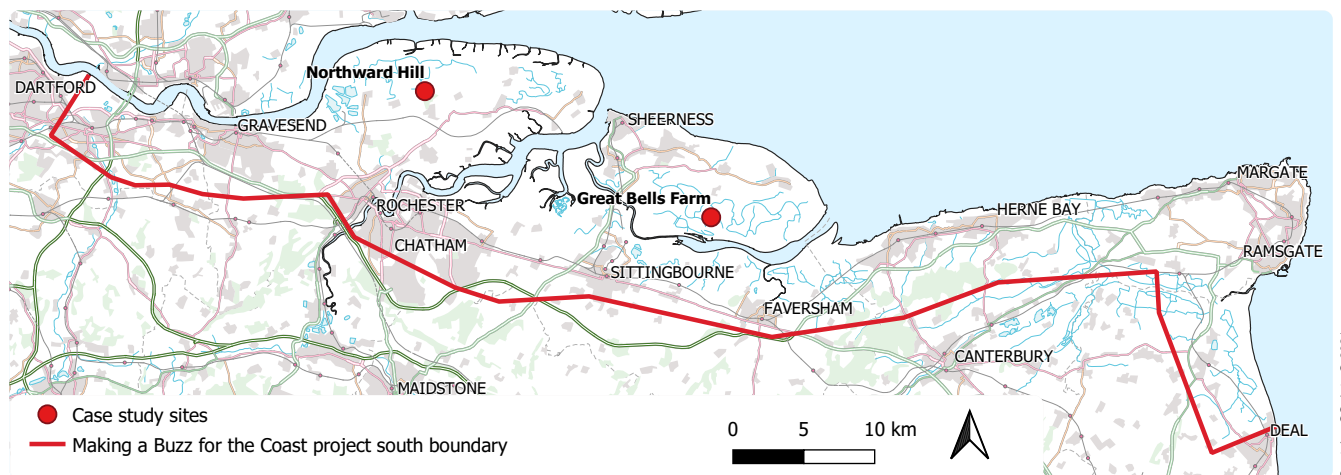 Northward Hill
DARTFORD
GRAVESEND
SHEERNESS
MARGATE
Great Bells Farm
ROCHESTER
HERNE BAY
CHATHAM
RAMSGATE
SITTINGBOURNE
FAVERSHAM
CANTERBURY
MAIDSTONE
Case study sites
Making a Buzz for the Coast project south boundary
0 5 10 km
DEAL